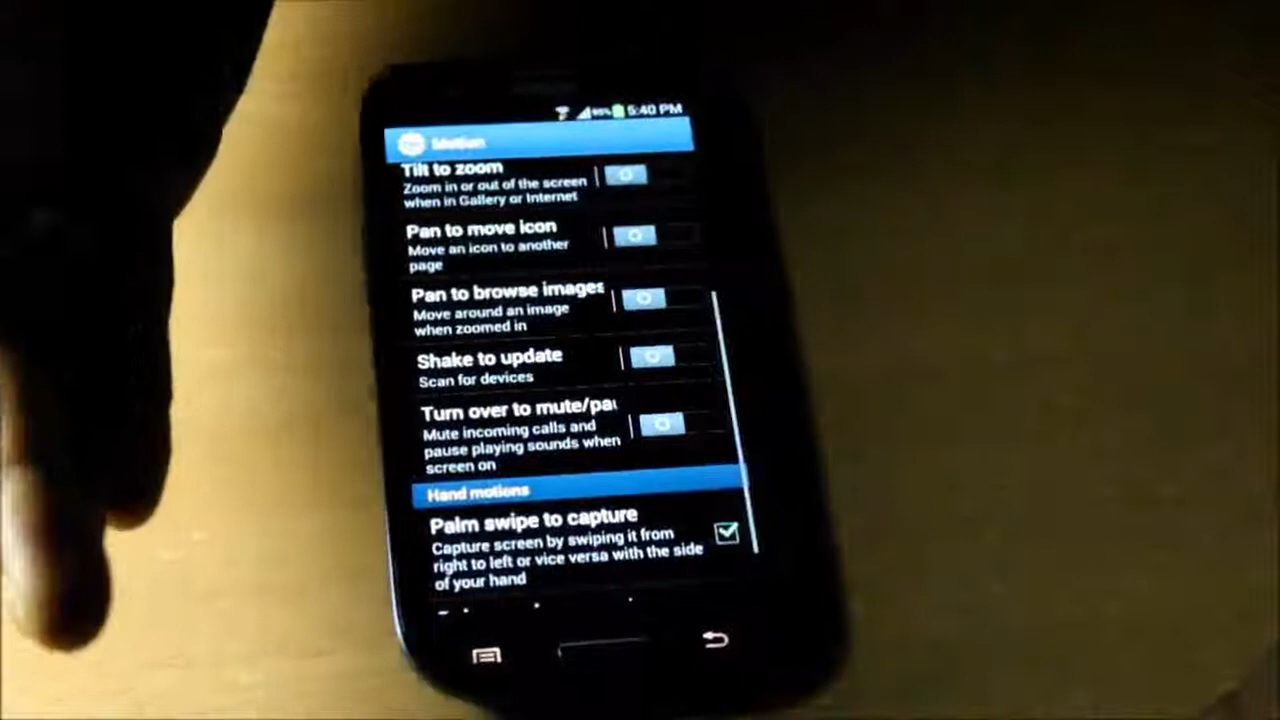 5:40 PM
Motion
Tilt to zoom
Zoom in or out of the screen
when in Gallery or Internet
Pan to move icon
Move an icon to another
page
Pan to browse images
Move around an image
when zoomed in
Shake to update
Scan for devices
Turn over to mute/pau
Mute incoming calls and
pause playing sounds when
screen on
Hand motions
Palm swipe to capture
Capture screen by swiping it from
right to left or vice versa with the side
of your hand